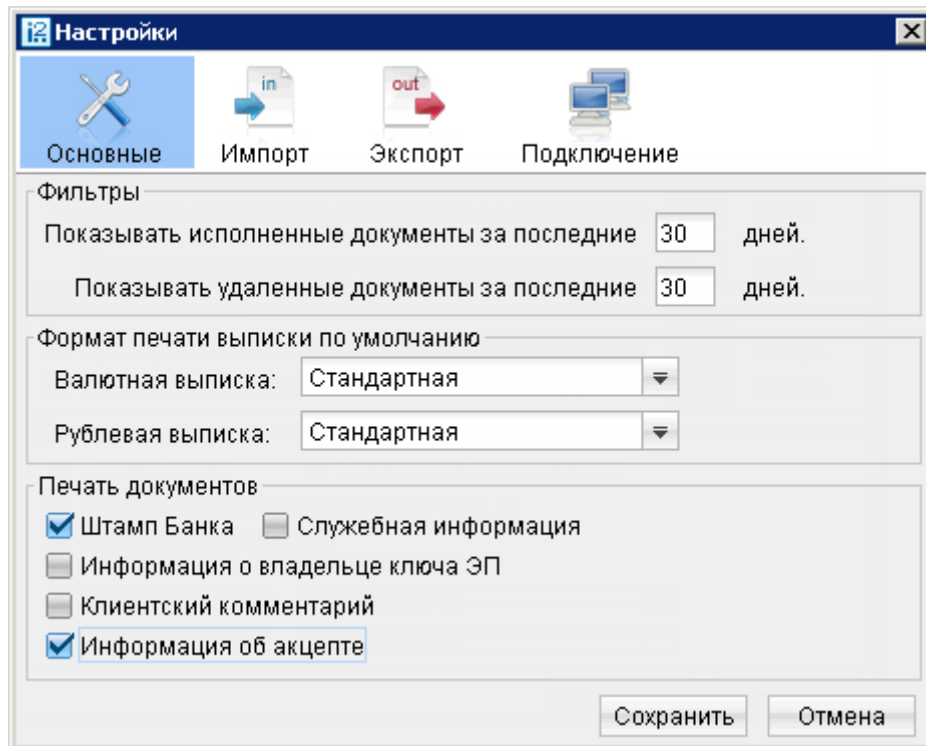 i2 Настройки
in out
Основные Импорт Экспорт Подключение
Фильтры
Показывать исполненные документы за последние 30 дней.
Показывать удаленные документы за последние 30 дней.
Формат печати выписки по умолчанию
Валютная выписка: Стандартная
Рублевая выписка: Стандартная
Печать документов
Штамп Банка Служебная информация
Информация о владельце ключа ЭП
Клиентский комментарий
Информация об акцепте
Сохранить Отмена